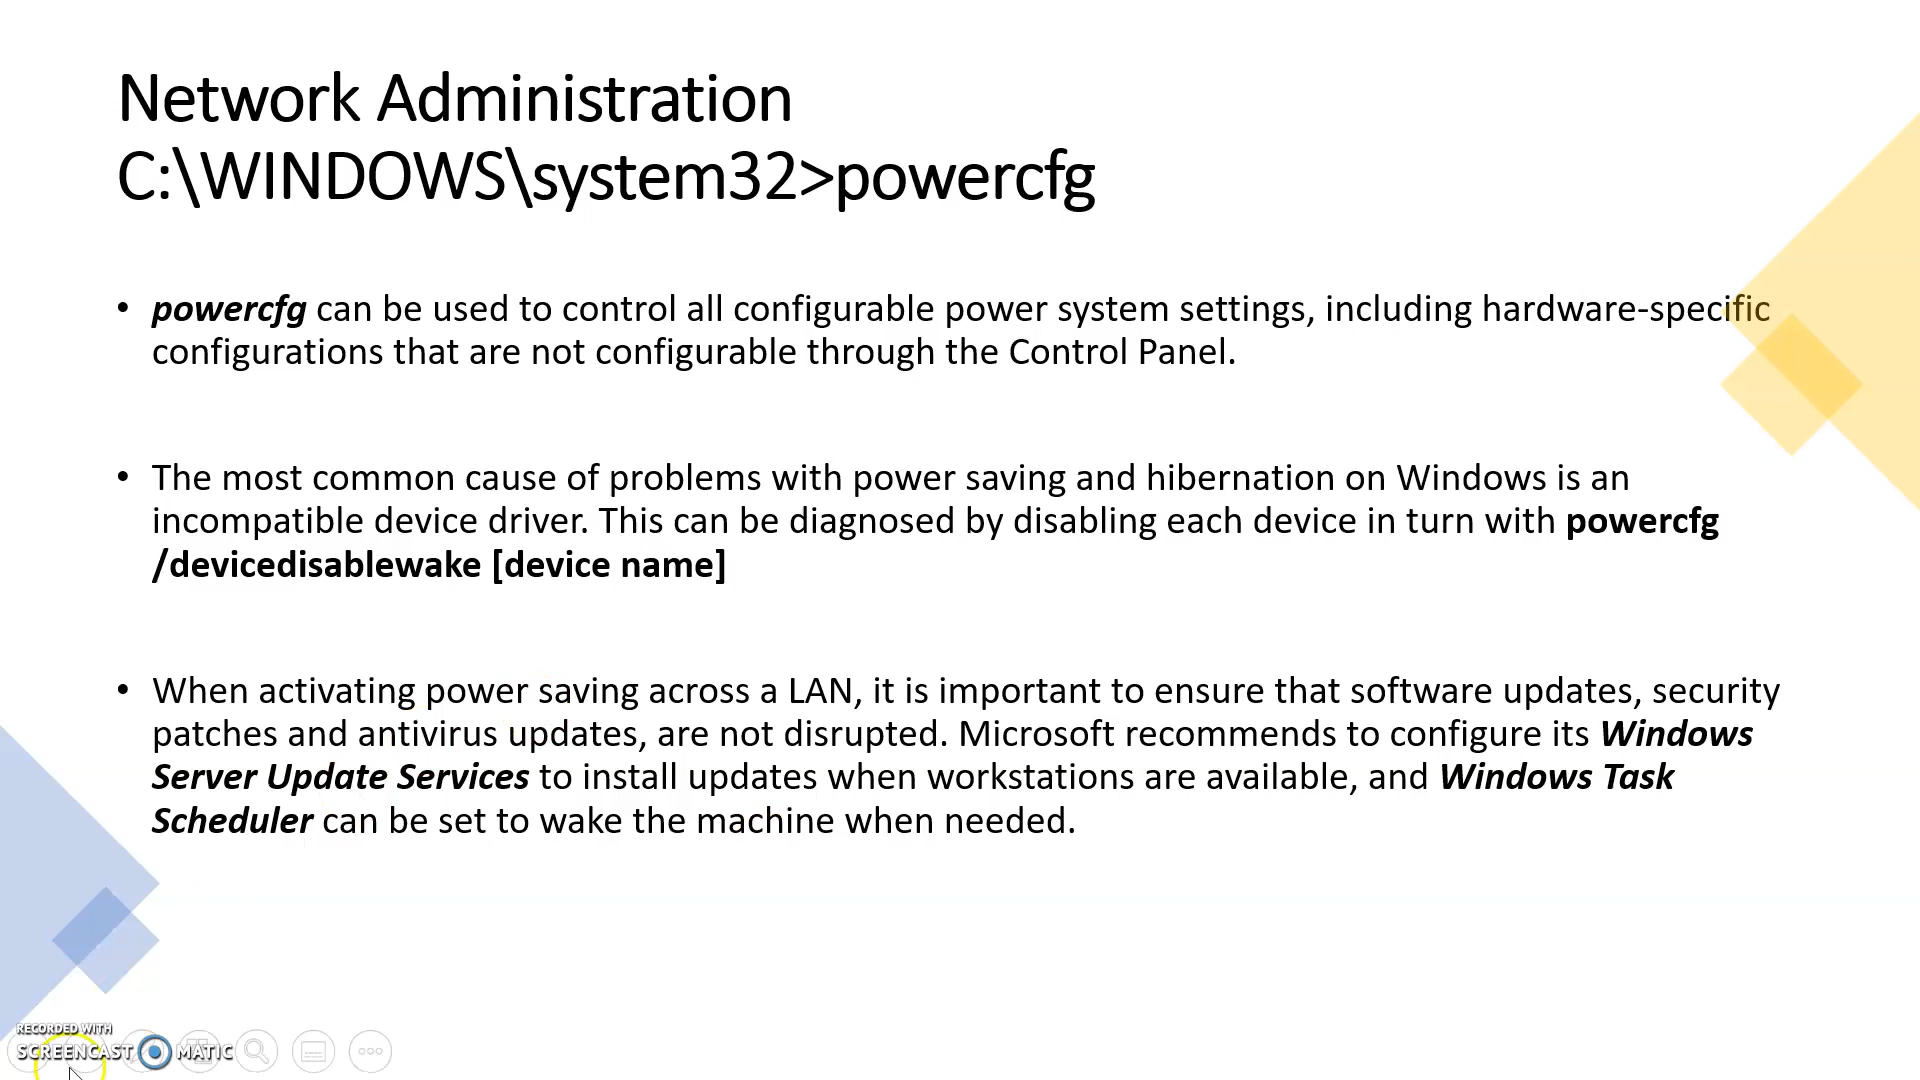 Network Administration
C:\WINDOWS\system32>powercfg
• powercfg can be used to control all configurable power system settings, including hardware-specific
configurations that are not configurable through the Control Panel.
• The most common cause of problems with power saving and hibernation on Windows is an
incompatible device driver. This can be diagnosed by disabling each device in turn with powercfg
/devicedisablewake [device name]
• When activating power saving across a LAN, it is important to ensure that software updates, security
patches and antivirus updates, are not disrupted. Microsoft recommends to configure its Windows
Server Update Services to install updates when workstations are available, and Windows Task
Scheduler can be set to wake the machine when needed.
RECORDED WITH
SCREENCAST MATIC